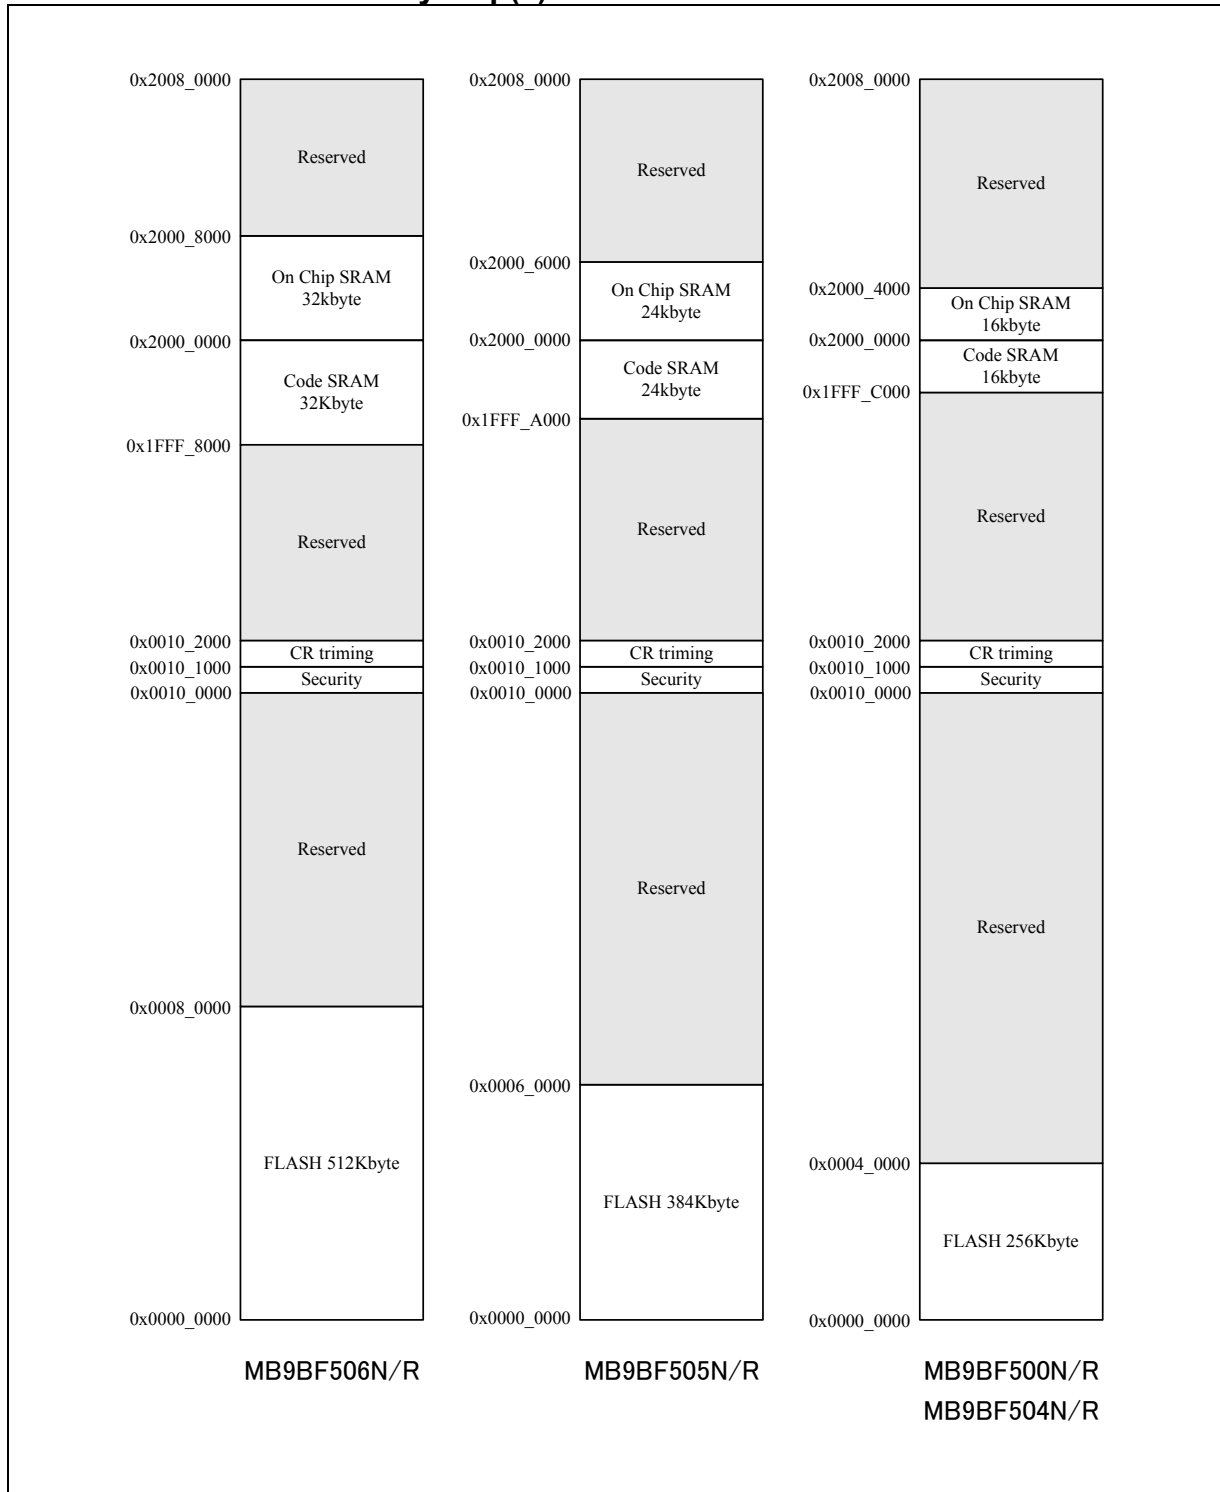 0x2008_0000
Reserved
0x2000_8000
On Chip SRAM
32kbyte
0x2000_0000
Code SRAM
32Kbyte
0x1FFF_8000
Reserved
0x0010_2000
CR triming
0x0010_1000
Security
0x0010_0000
Reserved
0x0008_0000
FLASH 512Kbyte
0x0000_0000
MB9BF506N/R
0x2008_0000
Reserved
0x2000_6000
On Chip SRAM
24kbyte
0x2000_0000
Code SRAM
24kbyte
0x1FFF_A000
Reserved
0x0010_2000
CR triming
0x0010_1000
Security
0x0010_0000
Reserved
0x0006_0000
FLASH 384Kbyte
0x0000_0000
MB9BF505N/R
0x2008_0000
Reserved
0x2000_4000
On Chip SRAM
16kbyte
0x2000_0000
Code SRAM
16kbyte
0x1FFF_C000
Reserved
0x0010_2000
CR triming
0x0010_1000
Security
0x0010_0000
Reserved
0x0004_0000
FLASH 256Kbyte
0x0000_0000
MB9BF500N/R
MB9BF504N/R